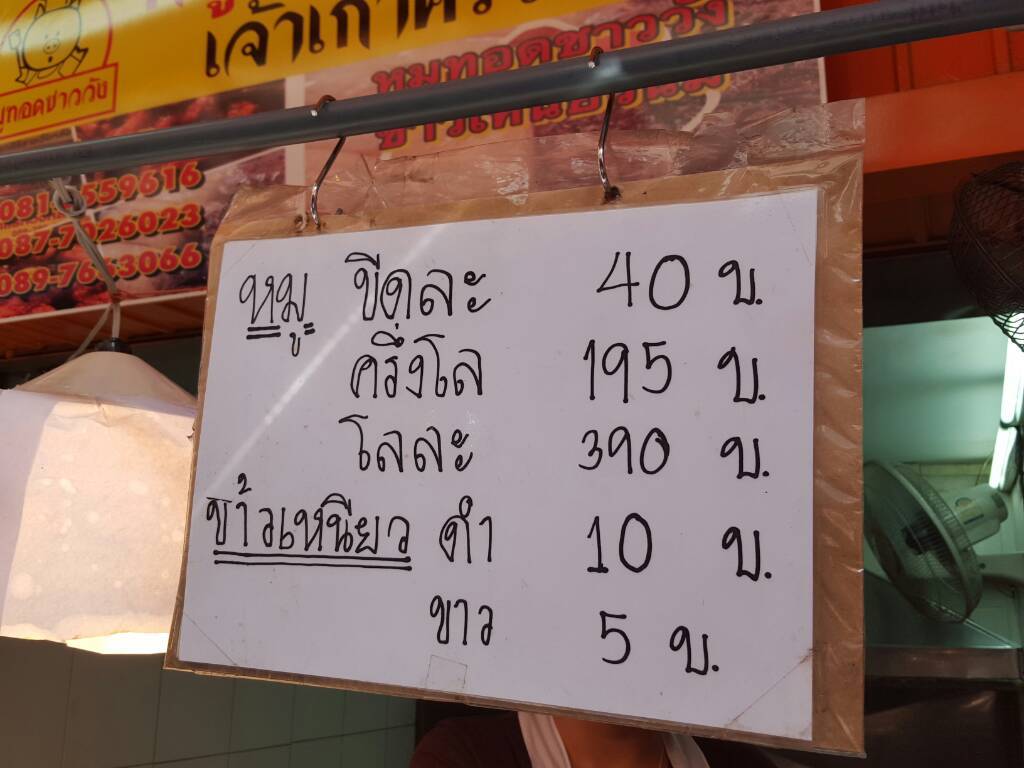 เจ้าเก่า
หมูทอดชาววัง
หมูทอดชาววัง
087-7026023
หมู ขีดละ 40 บ.
ครึ่งโล 195 บ.
โลละ 390 บ.
ข้าวเหนียว ดำ 10 บ.
ขาว 5 บ.